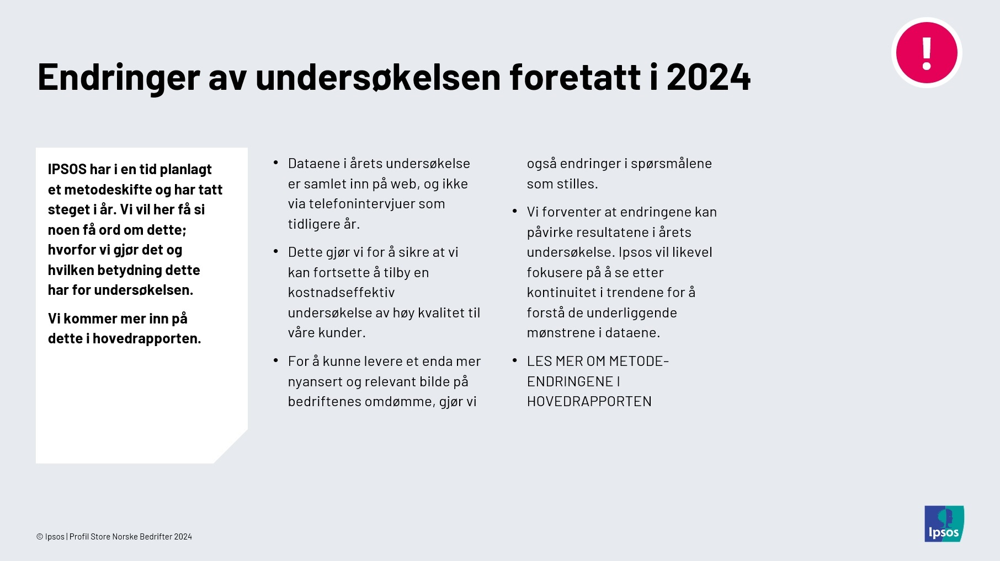 Endringer av undersøkelsen foretatt i 2024
!
IPSOS har i en tid planlagt
et metodeskifte og har tatt
steget i år. Vi vil her få si
noen få ord om dette;
hvorfor vi gjør det og
hvilken betydning dette
har for undersøkelsen.
Vi kommer mer inn på
dette i hovedrapporten.
• Dataene i årets undersøkelse
er samlet inn på web, og ikke
via telefonintervjuer som
tidligere år.
• Dette gjør vi for å sikre at vi
kan fortsette å tilby en
kostnadseffektiv
undersøkelse av høy kvalitet til
våre kunder.
• For å kunne levere et enda mer
nyansert og relevant bilde på
bedriftenes omdømme, gjør vi
også endringer i spørsmålene
som stilles.
• Vi forventer at endringene kan
påvirke resultatene i årets
undersøkelse. Ipsos vil likevel
fokusere på å se etter
kontinuitet i trendene for å
forstå de underliggende
mønstrene i dataene.
• LES MER OM METODE-
ENDRINGENE I
HOVEDRAPPORTEN
© Ipsos | Profil Store Norske Bedrifter 2024
Ipsos